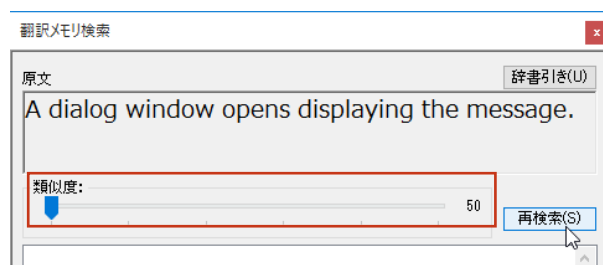 翻訳メモリ検索
原文
辞書引き(U)
A dialog window opens displaying the message.
類似度:
50
再検索(S)